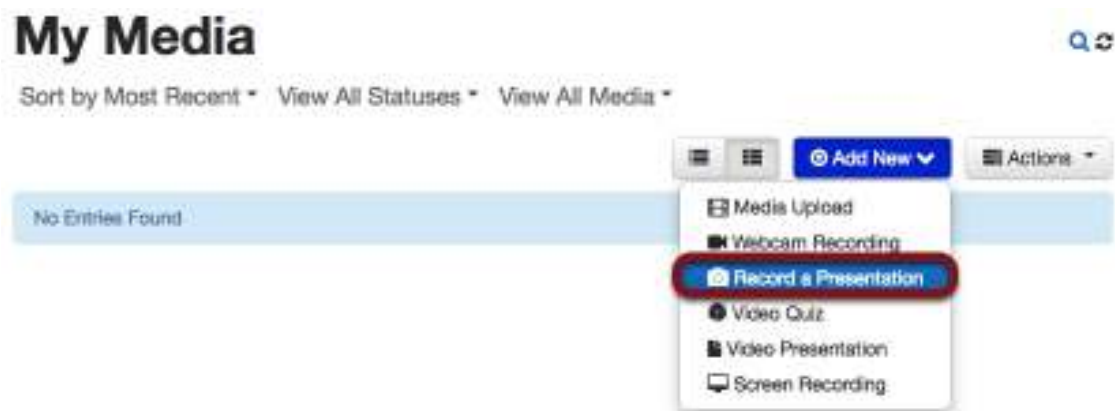 My Media
Sort by Most Recent View All Statuses View All Media
Add New Actions
No Entries Found
Media Upload
Webcam Recording
Record a Presentation
Video Quiz
Video Presentation
Screen Recording